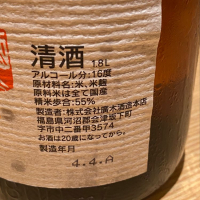 清酒 1.8L
アルコール分:16度
原材料名:米、米麹
原料米は全て国産
精米歩合:55%
製造者:株式会社廣木酒造本店
福島県河沼郡会津坂下町
字市中二番甲3574
お酒は20歳になってから。
製造年月
4.4.A